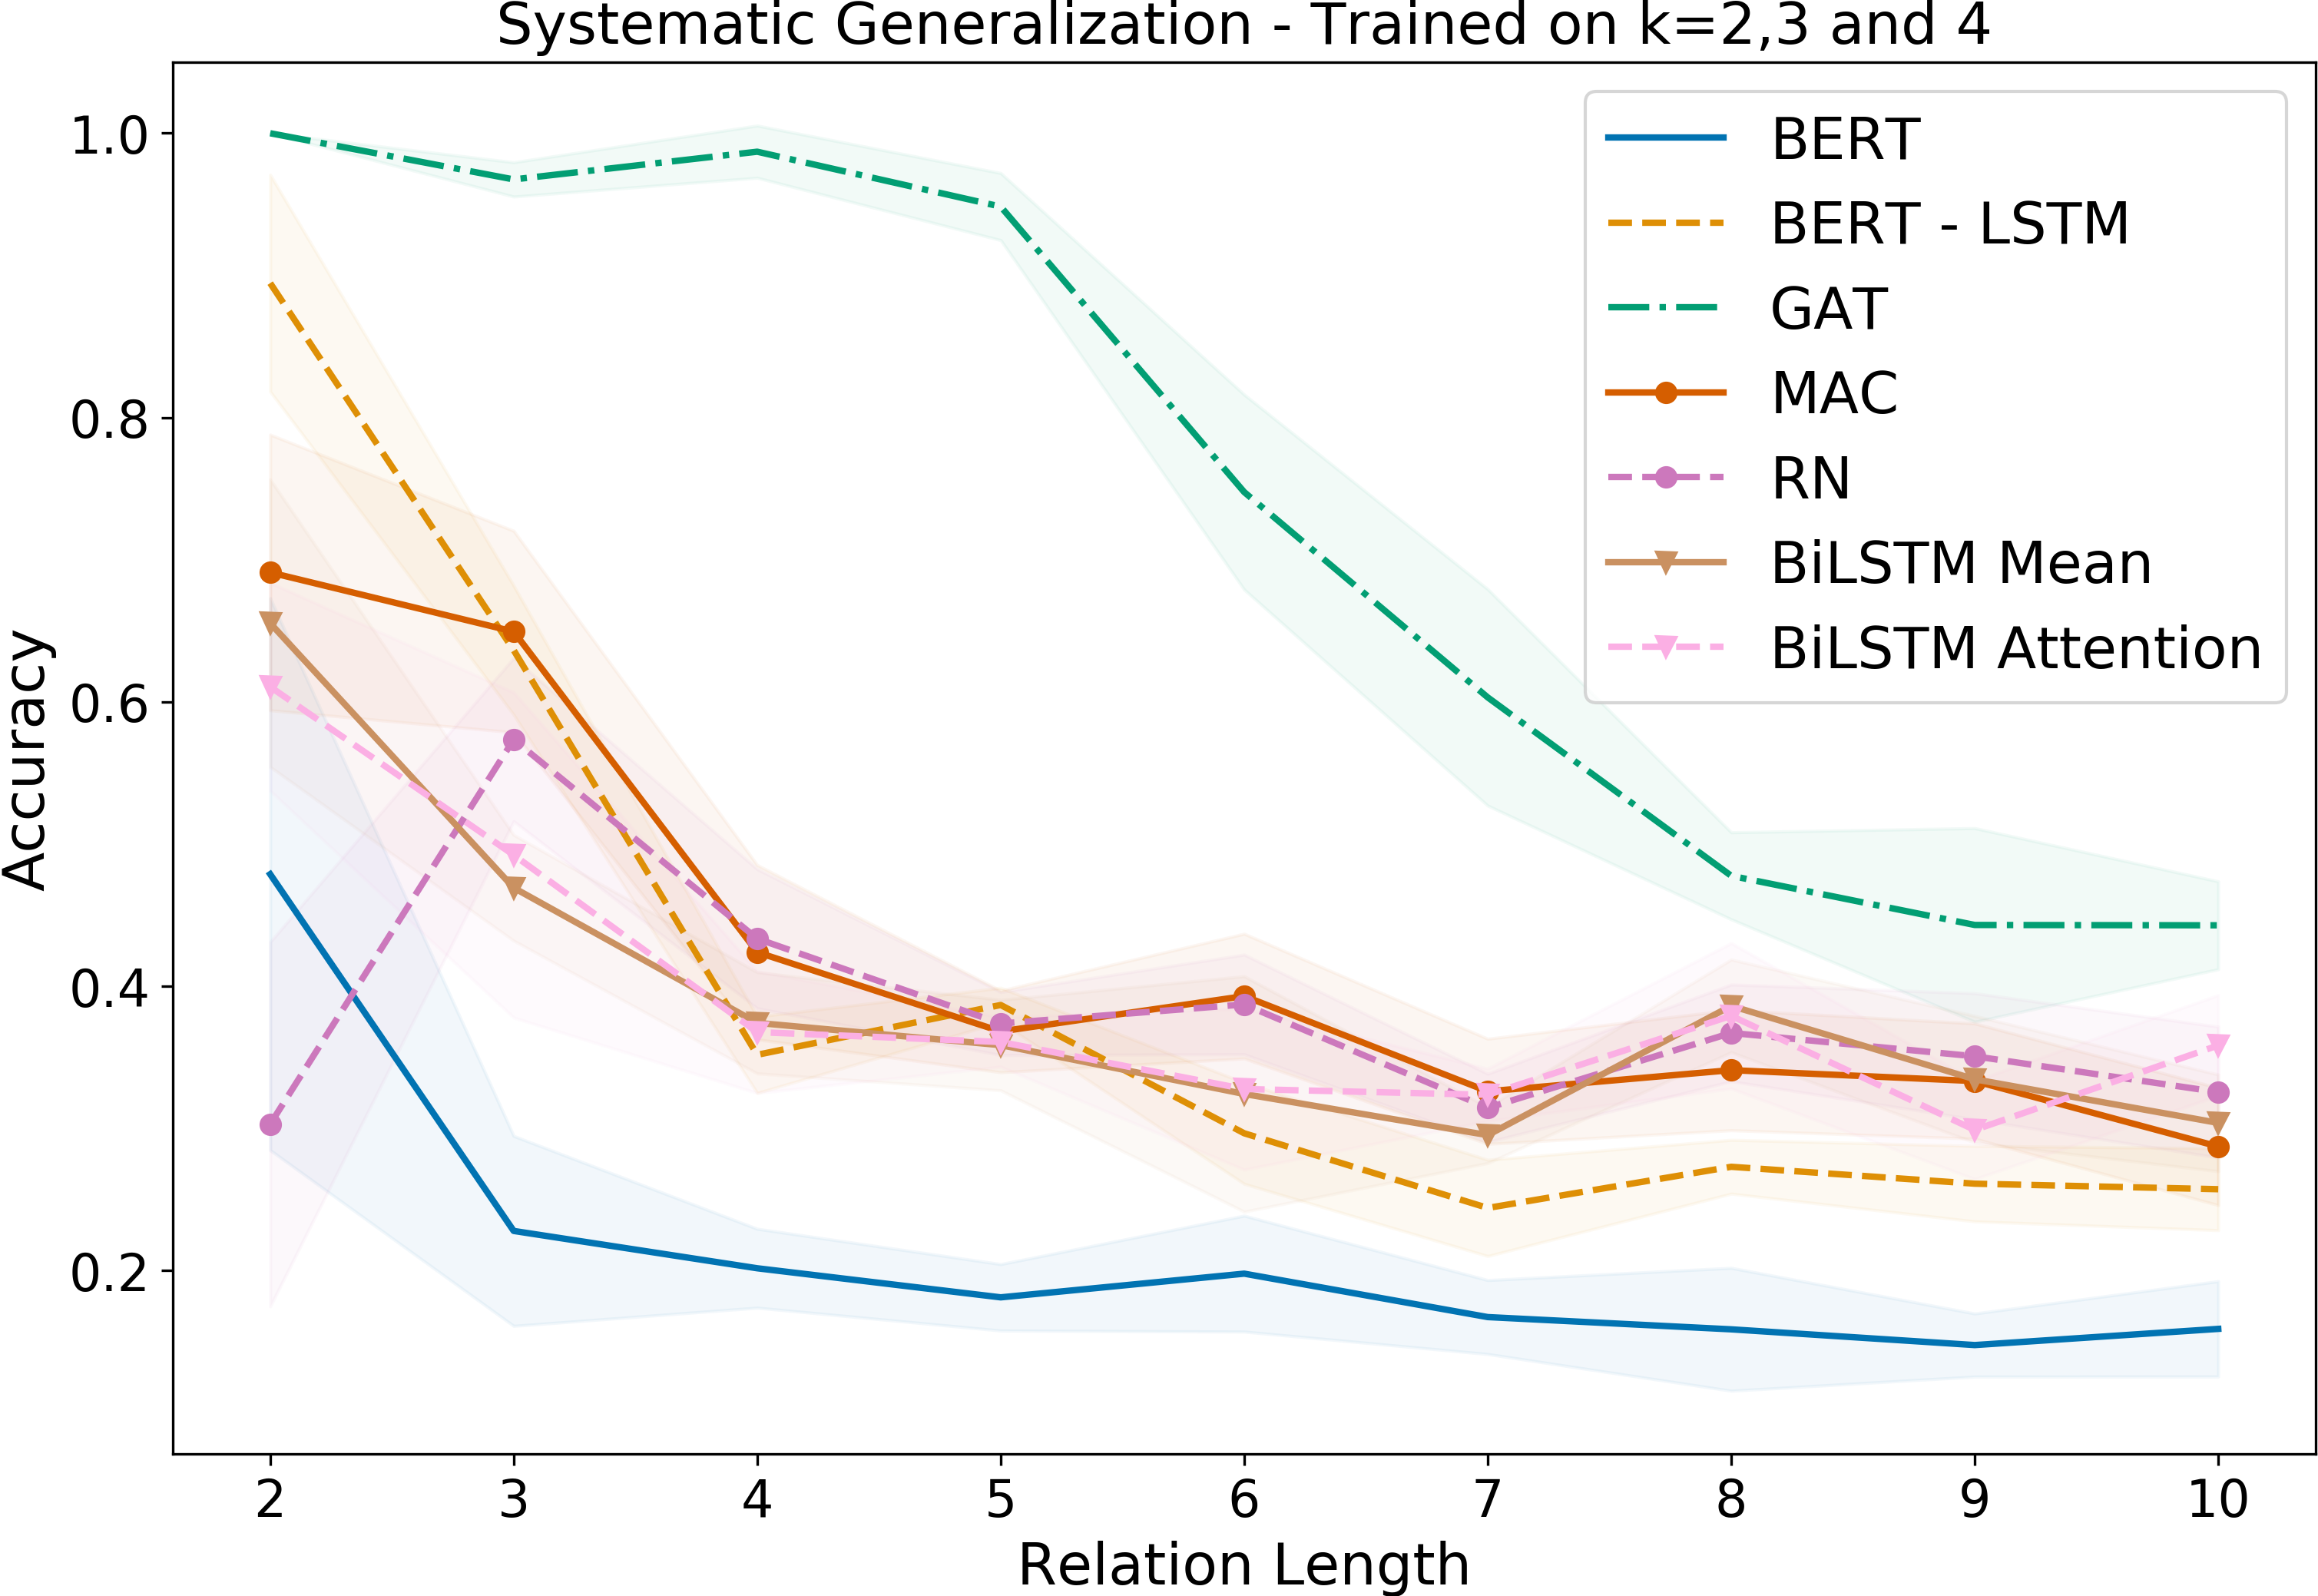 Systematic Generalization - Trained on k=2,3 and 4
1.0
0.8
0.6
0.4
0.2
Accuracy
BERT
BERT - LSTM
GAT
MAC
RN
BiLSTM Mean
BiLSTM Attention
2 3 4 5 6 7 8 9 10
Relation Length